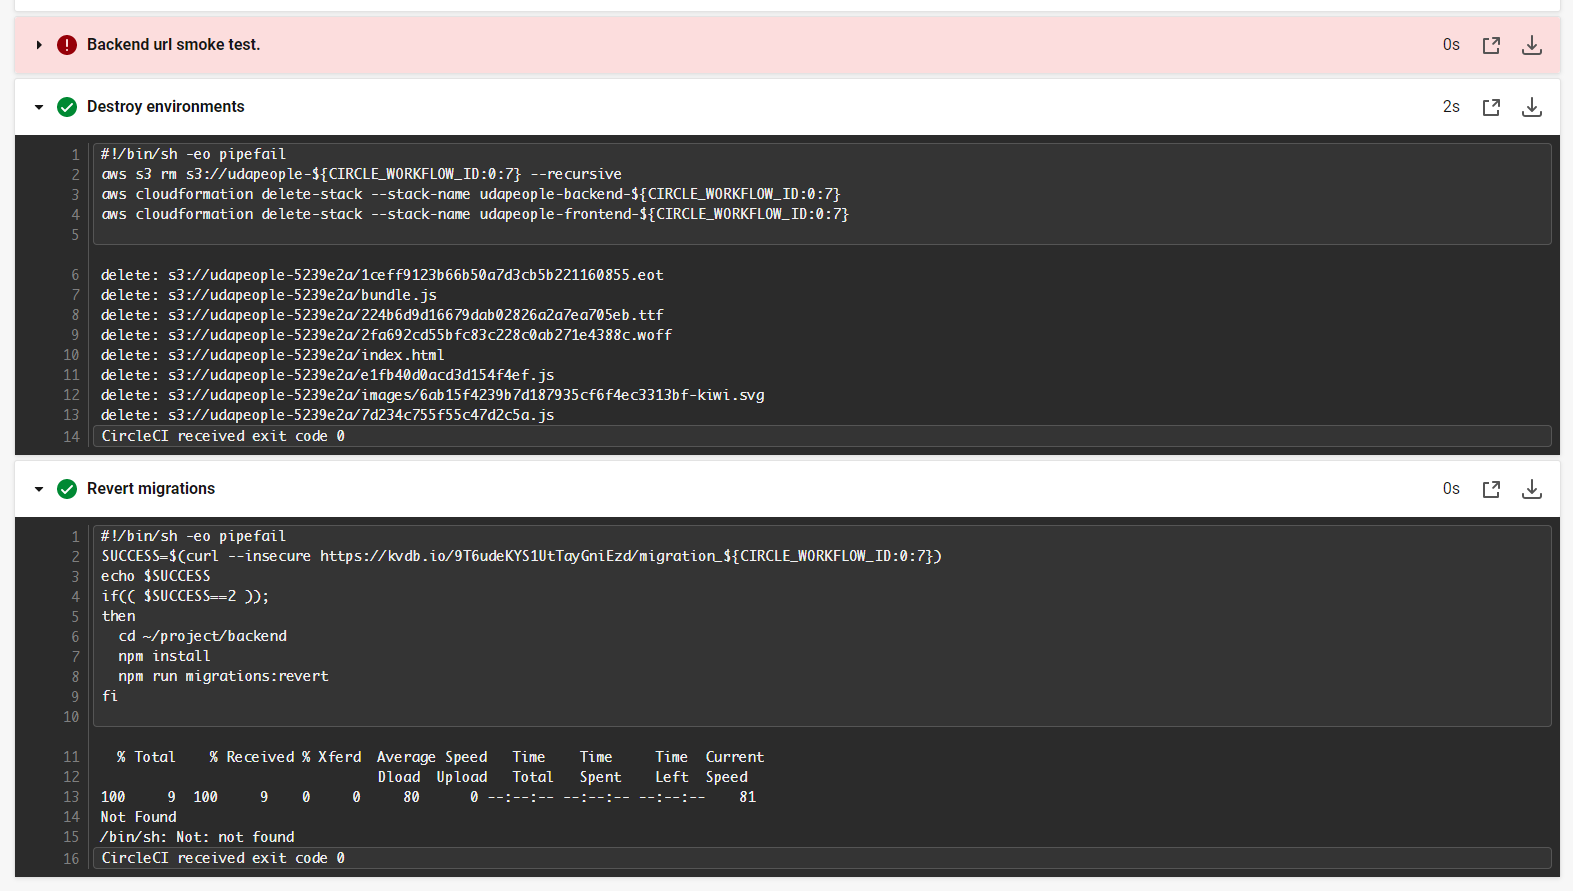 Backend url smoke test.
0s
Destroy environments
2s
1 #!/bin/sh -eo pipefail
2 aws s3 rm s3://udapeople-${CIRCLE_WORKFLOW_ID:0:7} --recursive
3 aws cloudformation delete-stack --stack-name udapeople-backend-${CIRCLE_WORKFLOW_ID:0:7}
4 aws cloudformation delete-stack --stack-name udapeople-frontend-${CIRCLE_WORKFLOW_ID:0:7}
5
6 delete: s3://udapeople-5239e2a/1ceff9123b66b50a7d3cb5b221160855.eot
7 delete: s3://udapeople-5239e2a/bundle.js
8 delete: s3://udapeople-5239e2a/224b6d9d16679dab02826a2a7ea705eb.ttf
9 delete: s3://udapeople-5239e2a/2fa692cd55bfc83c228c0ab271e4388c.woff
10 delete: s3://udapeople-5239e2a/index.html
11 delete: s3://udapeople-5239e2a/e1fb40d0acd3d154f4ef.js
12 delete: s3://udapeople-5239e2a/images/6ab15f4239b7d187935cf6f4ec3313bf-kiwi.svg
13 delete: s3://udapeople-5239e2a/7d234c755f55c47d2c5a.js
14 CircleCI received exit code 0
Revert migrations
0s
1 #!/bin/sh -eo pipefail
2 SUCCESS=$(curl --insecure https://kvdb.io/9T6udeKYS1UtTayGniEzd/migration_${CIRCLE_WORKFLOW_ID:0:7})
3 echo $SUCCESS
4 if(( $SUCCESS==2 ));
5 then
6 cd ~/project/backend
7 npm install
8 npm run migrations:revert
9 fi
10
11 % Total % Received % Xferd Average Speed Time Time Time Current
12 Dload Upload Total Spent Left Speed
13 100 9 100 9 0 0 80 0 --:--:-- --:--:-- --:--:-- 81
14 Not Found
15 /bin/sh: Not: not found
16 CircleCI received exit code 0